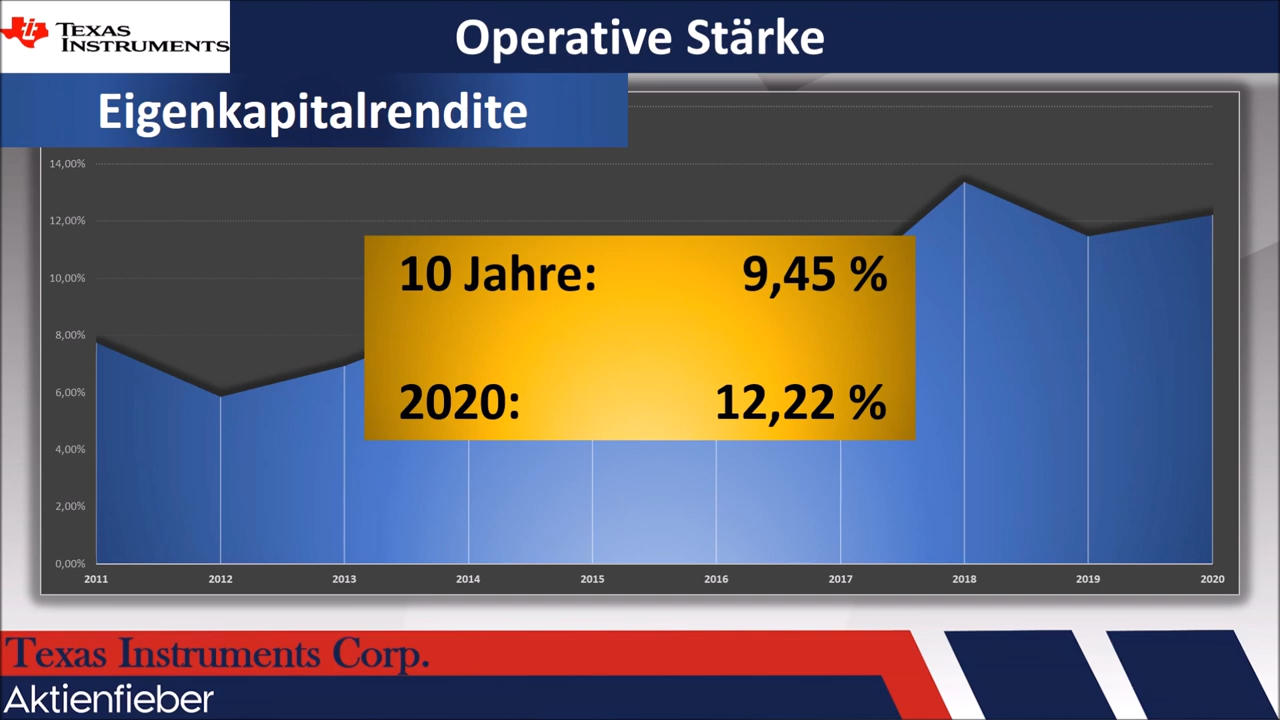 TEXAS
INSTRUMENTS
Operative Stärke
Eigenkapitalrendite
14,00%
12,00%
10,00%
8,00%
6,00%
4,00%
2,00%
0,00%
10 Jahre: 9,45 %
2020: 12,22 %
2011 2012 2013 2014 2015 2016 2017 2018 2019 2020
Texas Instruments Corp.
Aktienfieber